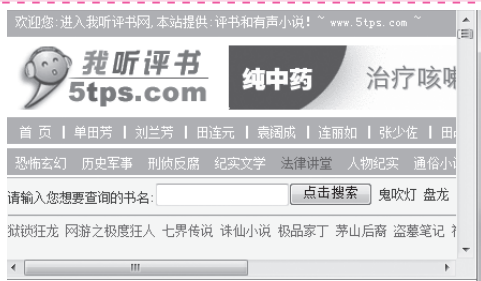 欢迎您:进入我听评书网,本站提供:评书和有声小说!~ www.5tps.com ~
我听评书
5tps.com
纯中药 治疗咳
首 页 | 单田芳 | 刘兰芳 | 田连元 | 袁阔成 | 连丽如 | 张少佐 | 田
恐怖玄幻 历史军事 刑侦反腐 纪实文学 法律讲堂 人物纪实 通俗小
请输入您想要查询的书名: 点击搜索 鬼吹灯 盘龙
狱锁狂龙 网游之极度狂人 七界传说 诛仙小说 极品家丁 茅山后裔 盗墓笔记